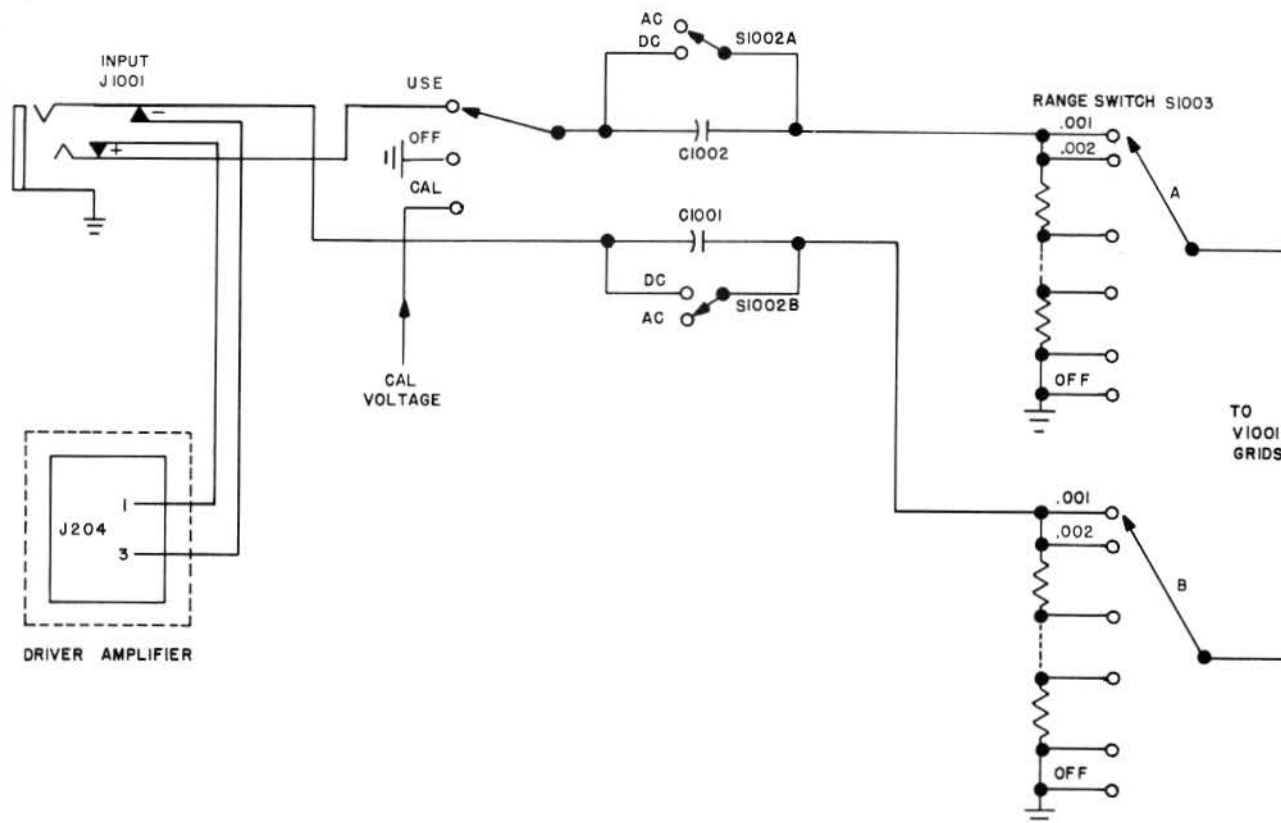 INPUT
J1001
−
+
USE
OFF
CAL
CAL
VOLTAGE
AC
DC
S1002A
C1002
C1001
DC
AC
S1002B
RANGE SWITCH S1003
.001
.002
A
OFF
TO
V1001
GRIDS
.001
.002
B
OFF
1
J204
3
DRIVER AMPLIFIER